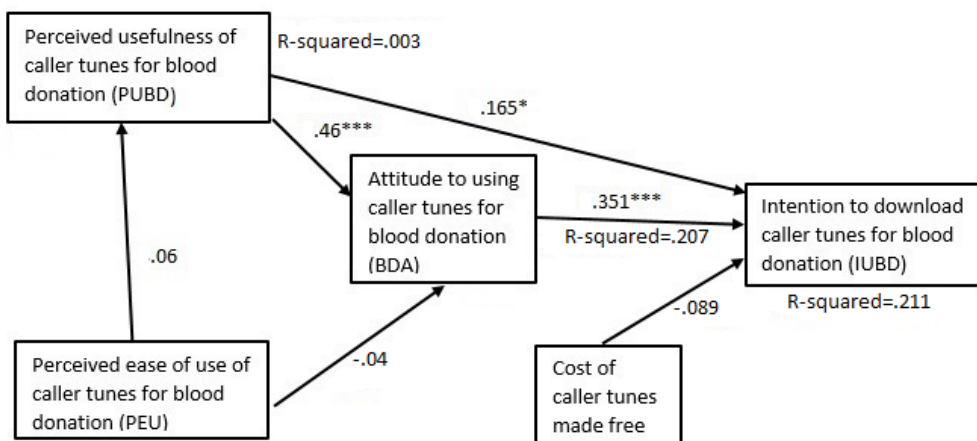 Perceived usefulness of
caller tunes for blood
donation (PUBD)
R-squared=.003
.165*
.46***
Attitude to using
caller tunes for
blood donation
(BDA)
.351***
R-squared=.207
Intention to download
caller tunes for blood
donation (IUBD)
R-squared=.211
.06
-.089
-.04
Perceived ease of use of
caller tunes for blood
donation (PEU)
Cost of
caller tunes
made free